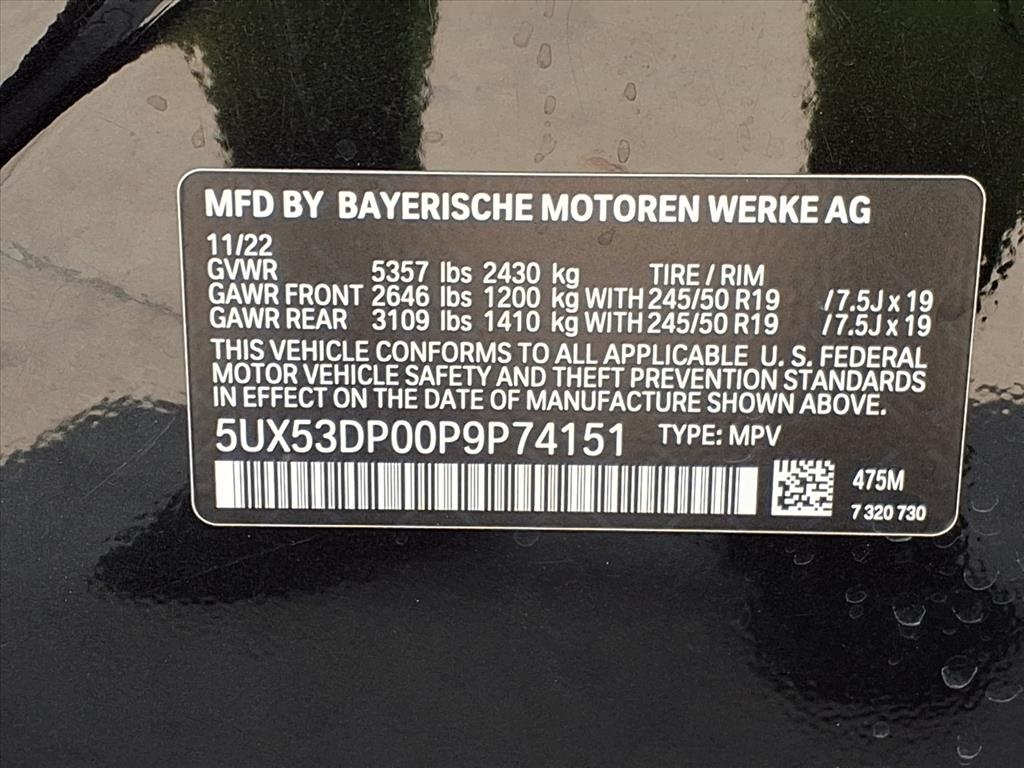 MFD BY BAYERISCHE MOTOREN WERKE AG
11/22
GVWR 5357 lbs 2430 kg TIRE / RIM
GAWR FRONT 2646 lbs 1200 kg WITH 245/50 R19 /7.5J x 19
GAWR REAR 3109 lbs 1410 kg WITH 245/50 R19 /7.5J x 19
THIS VEHICLE CONFORMS TO ALL APPLICABLE U. S. FEDERAL
MOTOR VEHICLE SAFETY AND THEFT PREVENTION STANDARDS
IN EFFECT ON THE DATE OF MANUFACTURE SHOWN ABOVE.
5UX53DP00P9P74151 TYPE: MPV
475M
7 320 730